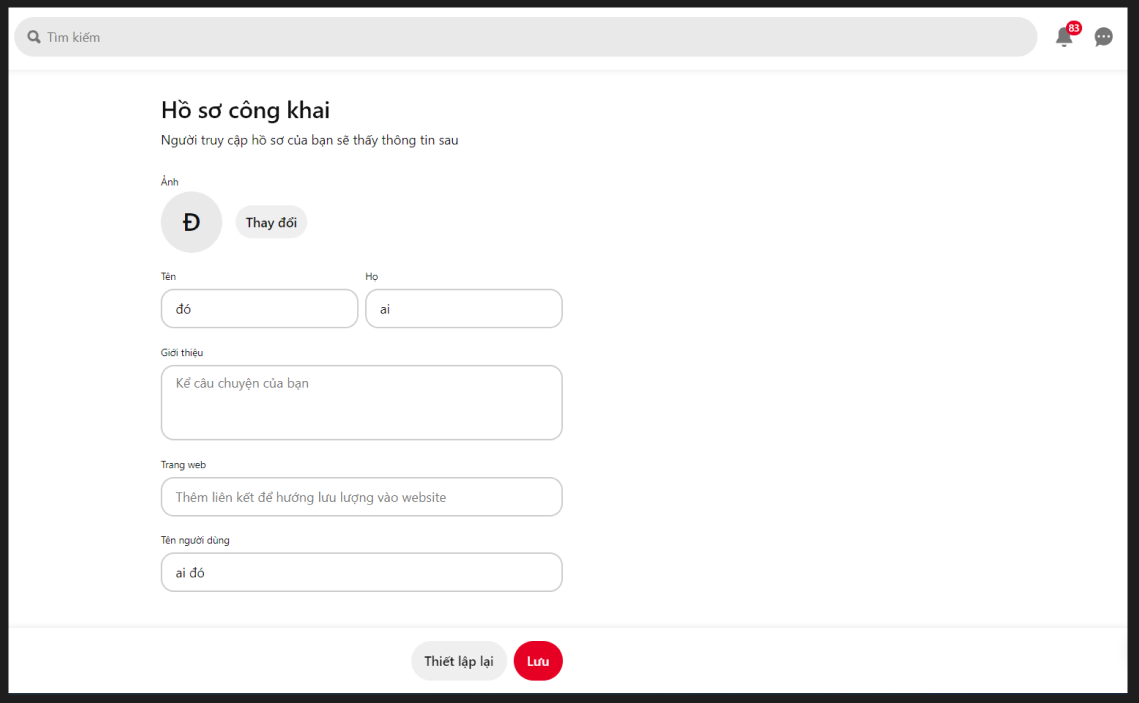 Tìm kiếm
83
Hồ sơ công khai
Người truy cập hồ sơ của bạn sẽ thấy thông tin sau
Ảnh
Đ
Thay đổi
Tên Họ
đó ai
Giới thiệu
Kể câu chuyện của bạn
Trang web
Thêm liên kết để hướng lưu lượng vào website
Tên người dùng
ai đó
Thiết lập lại Lưu